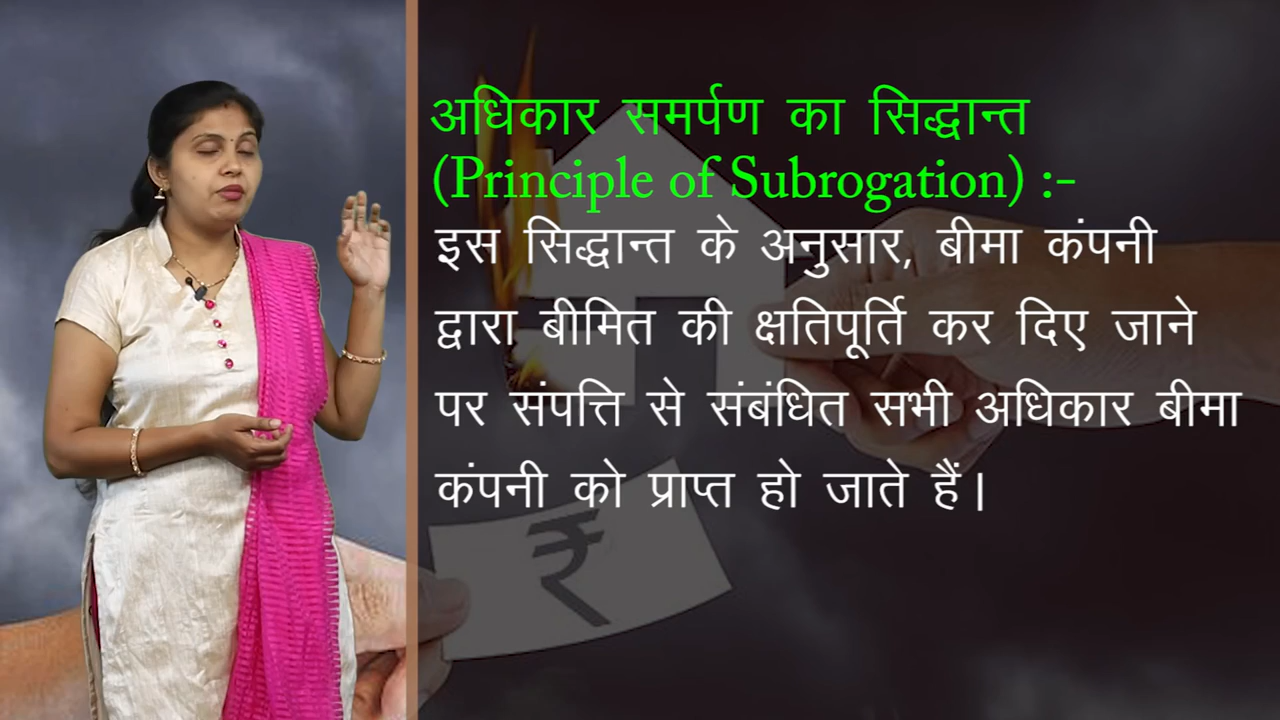 अधिकार समर्पण का सिद्धान्त
(Principle of Subrogation) :-
इस सिद्धान्त के अनुसार, बीमा कंपनी
द्वारा बीमित की क्षतिपूर्ति कर दिए जाने
पर संपत्ति से संबंधित सभी अधिकार बीमा
कंपनी को प्राप्त हो जाते हैं।
₹